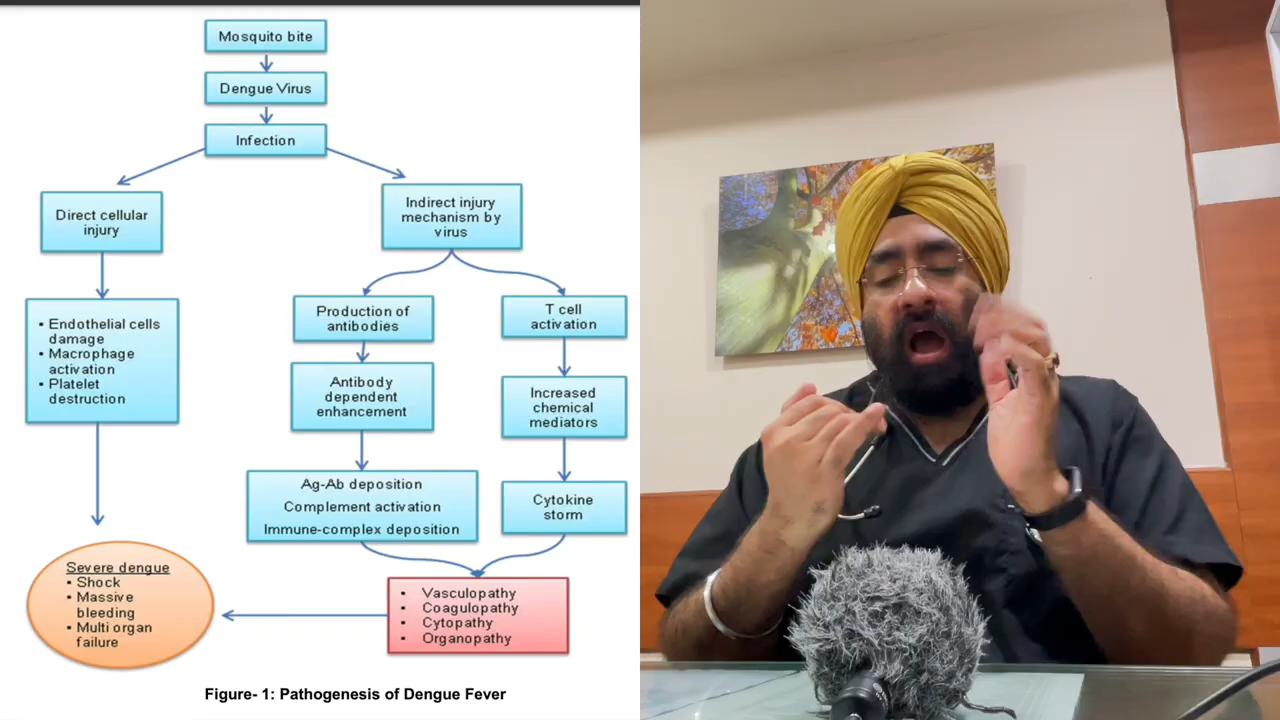 Mosquito bite
Dengue Virus
Infection
Direct cellular
injury
Indirect injury
mechanism by
virus
• Endothelial cells
damage
• Macrophage
activation
• Platelet
destruction
Production of
antibodies
T cell
activation
Antibody
dependent
enhancement
Increased
chemical
mediators
Ag-Ab deposition
Complement activation
Immune-complex deposition
Cytokine
storm
Severe dengue
• Shock
• Massive
bleeding
• Multi organ
failure
• Vasculopathy
• Coagulopathy
• Cytopathy
• Organopathy
Figure- 1: Pathogenesis of Dengue Fever